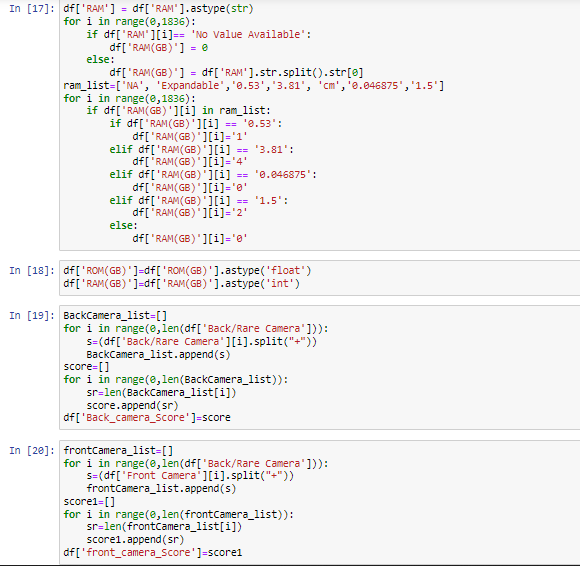 In [17]: df['RAM'] = df['RAM'].astype(str)
for i in range(0,1836):
    if df['RAM'][i]== 'No Value Available':
        df['RAM(GB)'] = 0
    else:
        df['RAM(GB)'] = df['RAM'].str.split().str[0]
ram_list=['NA', 'Expandable','0.53','3.81', 'cm','0.046875','1.5']
for i in range(0,1836):
    if df['RAM(GB)'][i] in ram_list:
        if df['RAM(GB)'][i] == '0.53':
            df['RAM(GB)'][i]='1'
        elif df['RAM(GB)'][i] == '3.81':
            df['RAM(GB)'][i]='4'
        elif df['RAM(GB)'][i] == '0.046875':
            df['RAM(GB)'][i]='0'
        elif df['RAM(GB)'][i] == '1.5':
            df['RAM(GB)'][i]='2'
        else:
            df['RAM(GB)'][i]='0'
In [18]: df['ROM(GB)']=df['ROM(GB)'].astype('float')
df['RAM(GB)']=df['RAM(GB)'].astype('int')
In [19]: BackCamera_list=[]
for i in range(0,len(df['Back/Rare Camera'])):
    s=(df['Back/Rare Camera'][i].split("+"))
    BackCamera_list.append(s)
score=[]
for i in range(0,len(BackCamera_list)):
    sr=len(BackCamera_list[i])
    score.append(sr)
df['Back_camera_Score']=score
In [20]: frontCamera_list=[]
for i in range(0,len(df['Back/Rare Camera'])):
    s=(df['Front Camera'][i].split("+"))
    frontCamera_list.append(s)
score1=[]
for i in range(0,len(frontCamera_list)):
    sr=len(frontCamera_list[i])
    score1.append(sr)
df['front_camera_Score']=score1